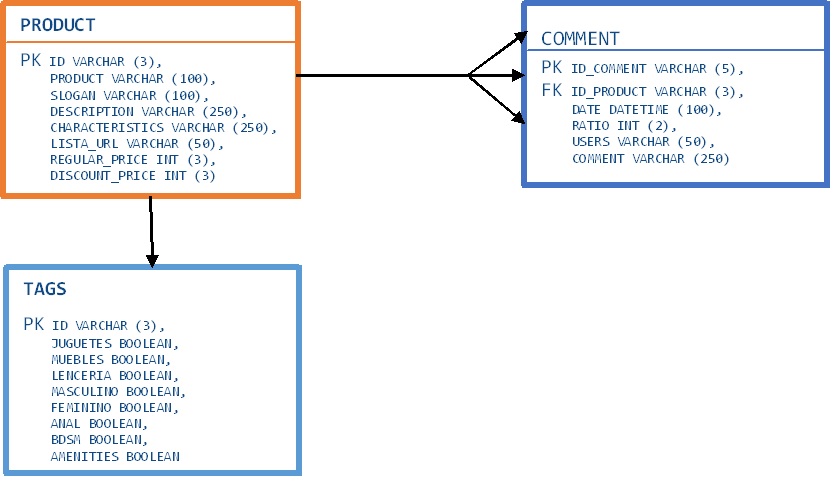 PRODUCT
PK ID VARCHAR (3),
PRODUCT VARCHAR (100),
SLOGAN VARCHAR (100),
DESCRIPTION VARCHAR (250),
CHARACTERISTICS VARCHAR (250),
LISTA_URL VARCHAR (50),
REGULAR_PRICE INT (3),
DISCOUNT_PRICE INT (3)
COMMENT
PK ID_COMMENT VARCHAR (5),
FK ID_PRODUCT VARCHAR (3),
DATE DATETIME (100),
RATIO INT (2),
USERS VARCHAR (50),
COMMENT VARCHAR (250)
TAGS
PK ID VARCHAR (3),
JUGUETES BOOLEAN,
MUEBLES BOOLEAN,
LENCERIA BOOLEAN,
MASCULINO BOOLEAN,
FEMININO BOOLEAN,
ANAL BOOLEAN,
BDSM BOOLEAN,
AMENITIES BOOLEAN